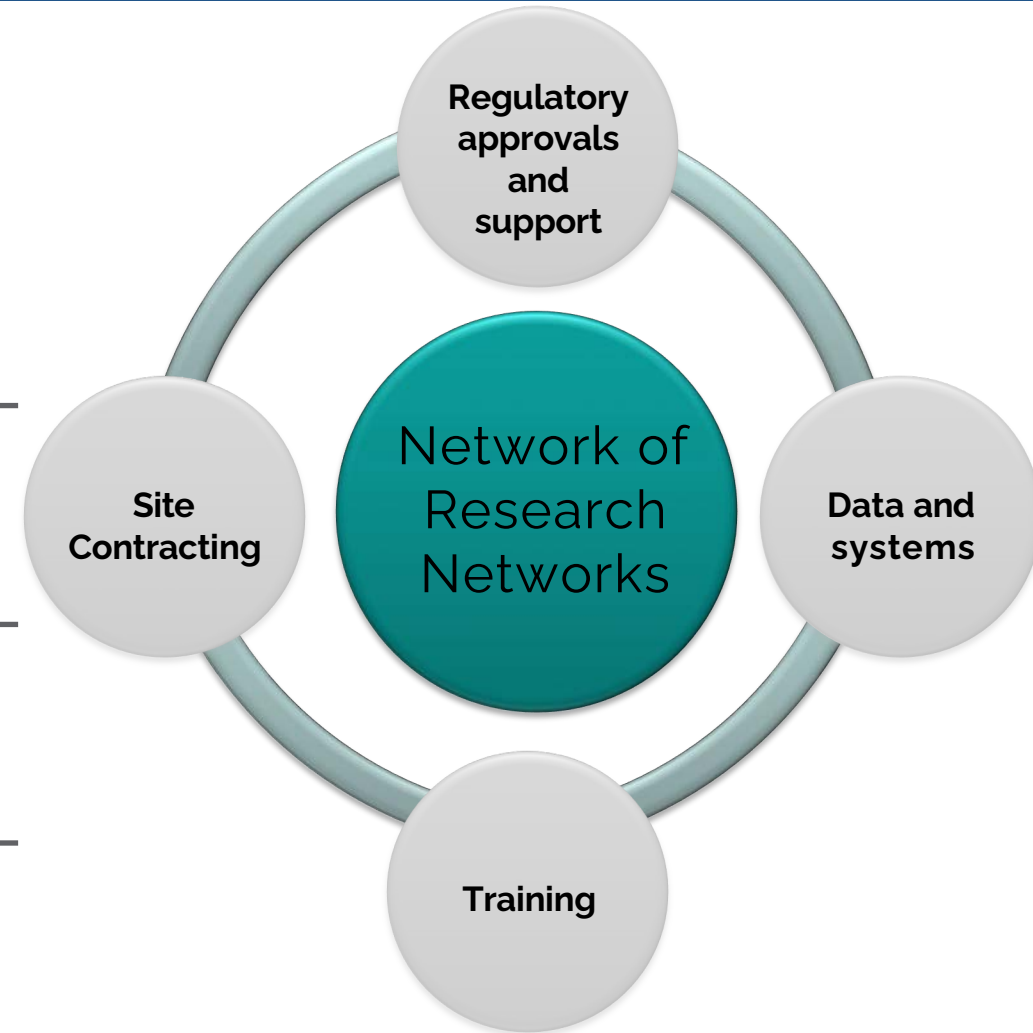 Regulatory
approvals
and
support
Network of
Research
Networks
Site
Contracting
Data and
systems
Training